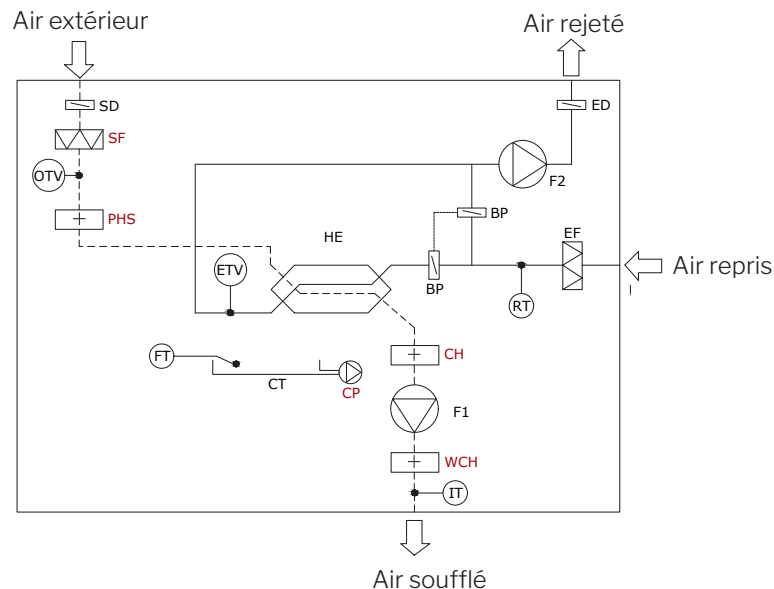 Air extérieur
Air rejeté
SD
ED
SF
OTV
F2
PHS
BP
HE
EF
ETV
Air repris
BP
RT
FT
CH
CT
CP
F1
WCH
IT
Air soufflé